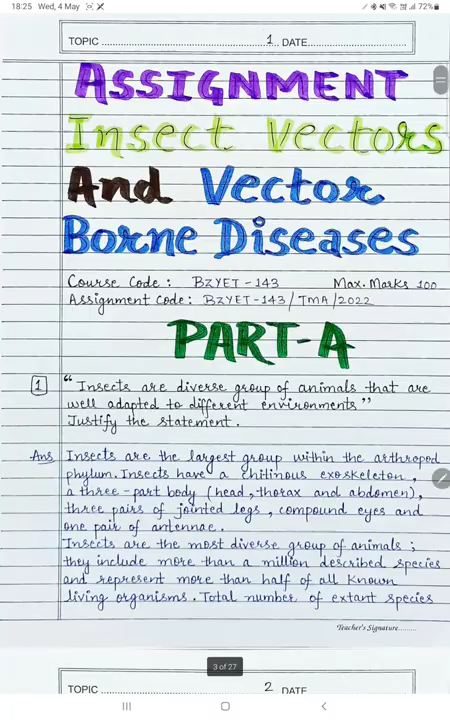 18:25 Wed, 4 May 72%
TOPIC ........ 1 .. DATE........
ASSIGNMENT
Insect Vectors
And Vector
Borne Diseases
Course Code : BZYET - 143 Max. Marks 100
Assignment Code : BZYET - 143 / TMA / 2022
PART-A
1 “Insects are diverse group of animals that are
well adapted to different environments”
Justify the statement.
Ans Insects are the largest group within the arthropod
phylum. Insects have a chilinous exoskeleton,
a three-part body (head, thorax and abdomen),
three pairs of jointed legs, compound eyes and
one pair of antennae.
Insects are the most diverse group of animals;
they include more than a million described species
and represent more than half of all known
living organisms. Total number of extant species
Teacher's Signature.........
3 of 27
TOPIC ........ 2 DATE ........